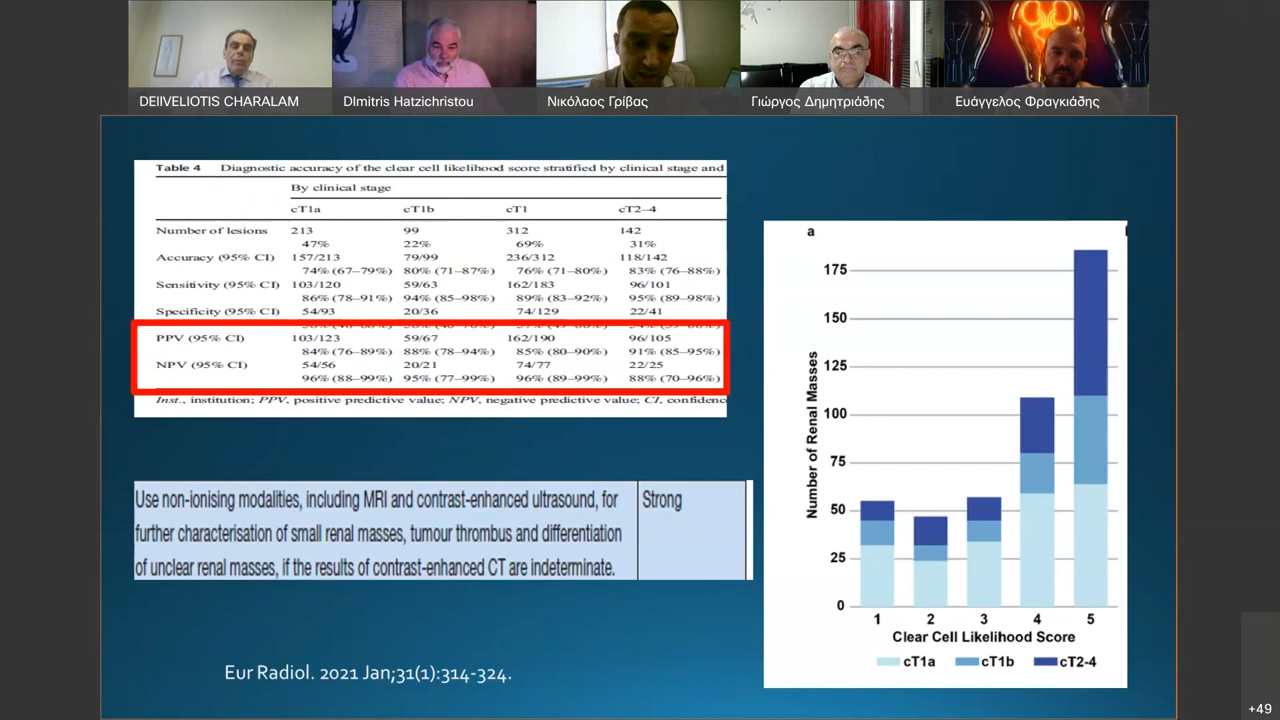 DEIIVELIOTIS CHARALAM
DImitris Hatzichristou
Νικόλαος Γρίβας
Γιώργος Δημητριάδης
Ευάγγελος Φραγκιάδης
Table 4 Diagnostic accuracy of the clear cell likelihood score stratified by clinical stage and
By clinical stage
cT1a cT1b cT1 cT2–4
Number of lesions 213 99 312 142
47% 22% 69% 31%
Accuracy (95% CI) 157/213 79/99 236/312 118/142
74% (67–79%) 80% (71–87%) 76% (71–80%) 83% (76–88%)
Sensitivity (95% CI) 103/120 59/63 162/183 96/101
86% (78–91%) 94% (85–98%) 89% (83–92%) 95% (89–98%)
Specificity (95% CI) 54/93 20/36 74/129 22/41
PPV (95% CI) 103/123 59/67 162/190 96/105
84% (76–89%) 88% (78–94%) 85% (80–90%) 91% (85–95%)
NPV (95% CI) 54/56 20/21 74/77 22/25
96% (88–99%) 95% (77–99%) 96% (89–99%) 88% (70–96%)
Inst., institution; PPV, positive predictive value; NPV, negative predictive value; CI, confidenc
Use non-ionising modalities, including MRI and contrast-enhanced ultrasound, for Strong
further characterisation of small renal masses, tumour thrombus and differentiation
of unclear renal masses, if the results of contrast-enhanced CT are indeterminate.
Eur Radiol. 2021 Jan;31(1):314-324.
a
Number of Renal Masses
175
150
125
100
75
50
25
0
1 2 3 4 5
Clear Cell Likelihood Score
cT1a cT1b cT2-4
+49